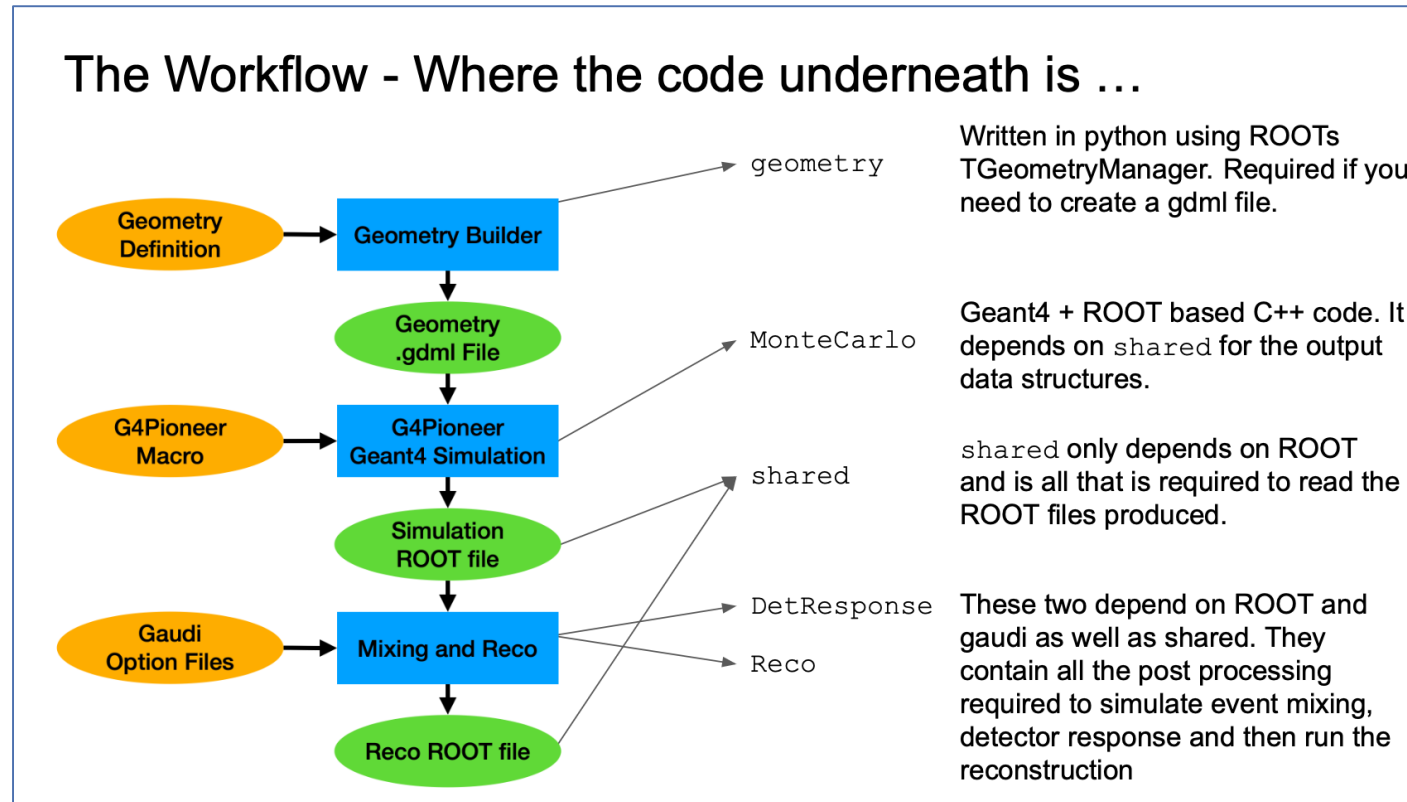 The Workflow - Where the code underneath is …
Geometry
Definition
Geometry Builder
Geometry
.gdml File
G4Pioneer
Macro
G4Pioneer
Geant4 Simulation
Simulation
ROOT file
Gaudi
Option Files
Mixing and Reco
Reco ROOT file
geometry
MonteCarlo
shared
DetResponse
Reco
Written in python using ROOTs
TGeometryManager. Required if you
need to create a gdml file.
Geant4 + ROOT based C++ code. It
depends on shared for the output
data structures.
shared only depends on ROOT
and is all that is required to read the
ROOT files produced.
These two depend on ROOT and
gaudi as well as shared. They
contain all the post processing
required to simulate event mixing,
detector response and then run the
reconstruction